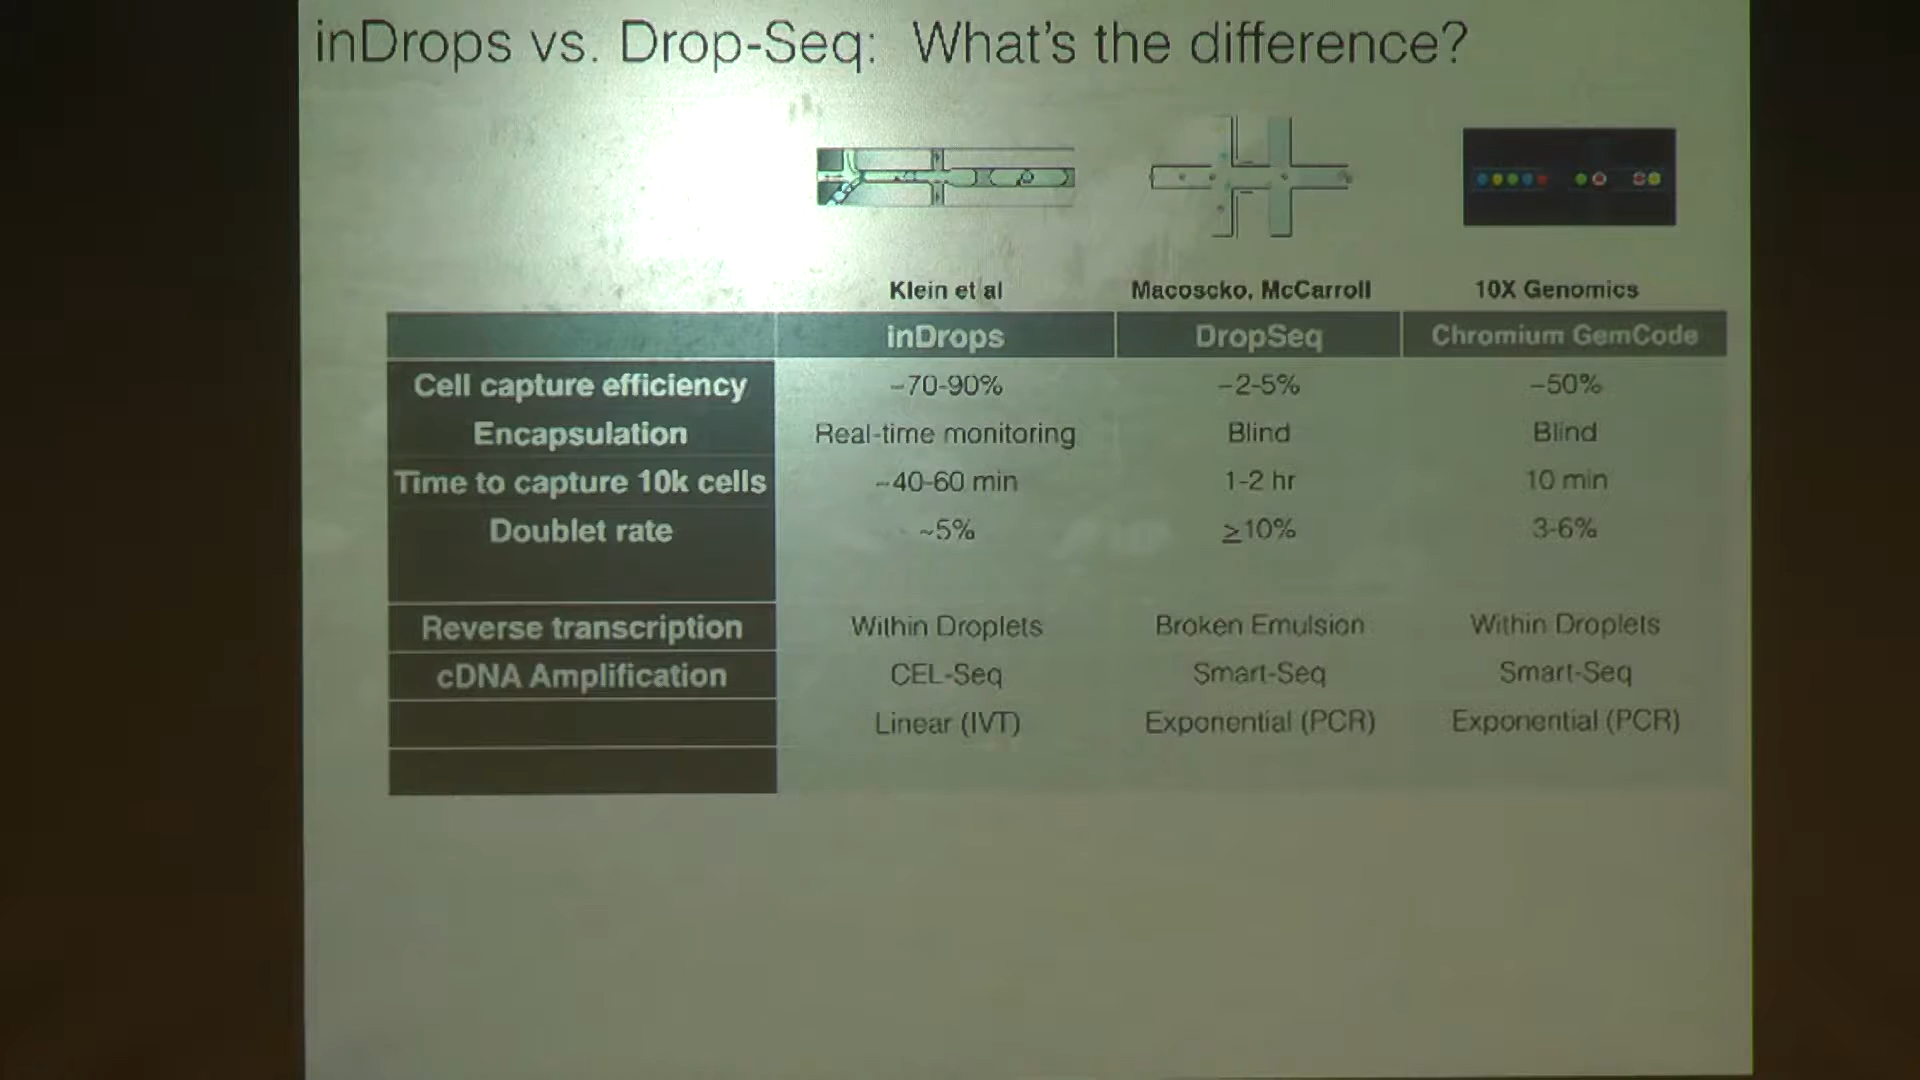 inDrops vs. Drop-Seq: What's the difference?
Klein et al Macoscko, McCarroll 10X Genomics
inDrops DropSeq Chromium GemCode
Cell capture efficiency ~70-90% ~2-5% ~50%
Encapsulation Real-time monitoring Blind Blind
Time to capture 10k cells ~40-60 min 1-2 hr 10 min
Doublet rate ~5% ≥10% 3-6%
Reverse transcription Within Droplets Broken Emulsion Within Droplets
cDNA Amplification CEL-Seq Smart-Seq Smart-Seq
Linear (IVT) Exponential (PCR) Exponential (PCR)